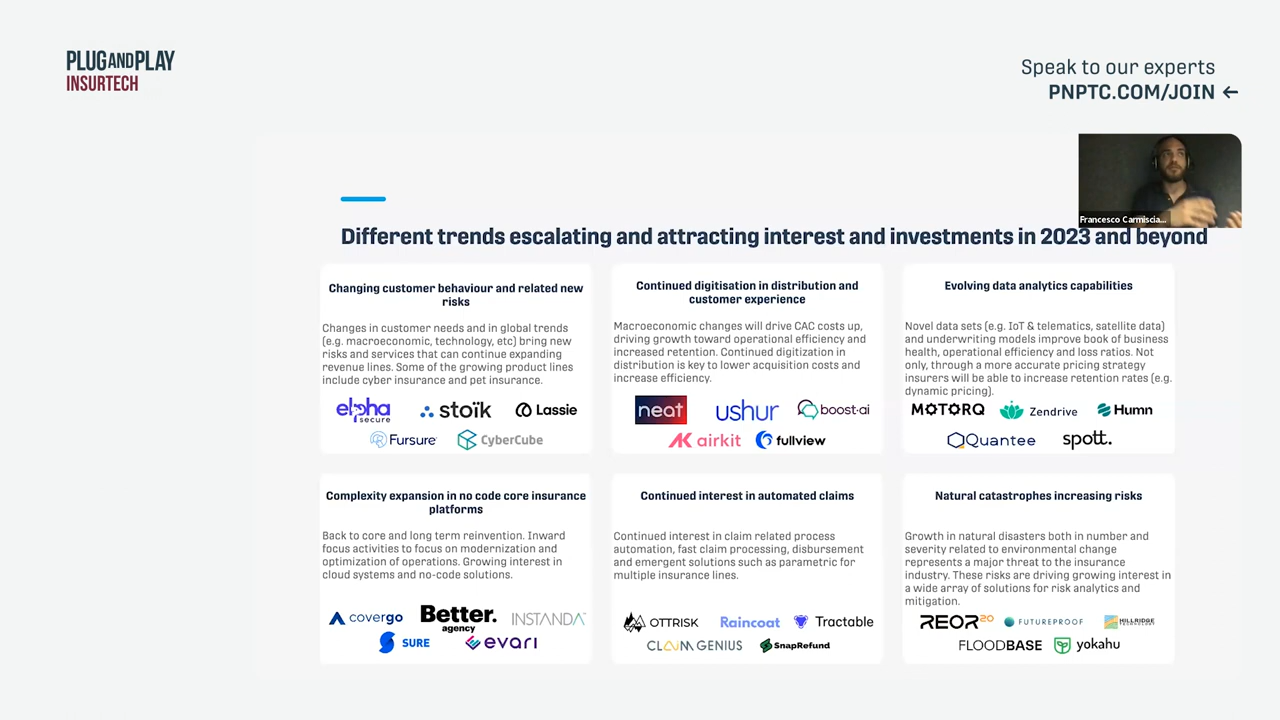 PLUG AND PLAY
INSURTECH
Speak to our experts
PNPTC.COM/JOIN ←
Francesco Carmiscia...
Different trends escalating and attracting interest and investments in 2023 and beyond
Changing customer behaviour and related new
risks
Changes in customer needs and in global trends
(e.g. macroeconomic, technology, etc) bring new
risks and services that can continue expanding
revenue lines. Some of the growing product lines
include cyber insurance and pet insurance.
elpha
secure
stoïk
Lassie
Fursure
CyberCube
Continued digitisation in distribution and
customer experience
Macroeconomic changes will drive CAC costs up,
driving growth toward operational efficiency and
increased retention. Continued digitization in
distribution is key to lower acquisition costs and
increase efficiency.
neat
ushur
boost.ai
airkit
fullview
Evolving data analytics capabilities
Novel data sets (e.g. IoT & telematics, satellite data)
and underwriting models improve book of business
health, operational efficiency and loss ratios. Not
only, through a more accurate pricing strategy
insurers will be able to increase retention rates (e.g.
dynamic pricing).
MOTORQ
Zendrive
Humn
Quantee
spott.
Complexity expansion in no code core insurance
platforms
Back to core and long term reinvention. Inward
focus activities to focus on modernization and
optimization of operations. Growing interest in
cloud systems and no-code solutions.
covergo
Better.
agency
INSTANDA
SURE
evari
Continued interest in automated claims
Continued interest in claim related process
automation, fast claim processing, disbursement
and emergent solutions such as parametric for
multiple insurance lines.
OTTRISK
Raincoat
Tractable
CLAIM GENIUS
SnapRefund
Natural catastrophes increasing risks
Growth in natural disasters both in number and
severity related to environmental change
represents a major threat to the insurance
industry. These risks are driving growing interest in
a wide array of solutions for risk analytics and
mitigation.
REOR20
FUTUREPROOF
HILLRIDGE
FLOODBASE
yokahu